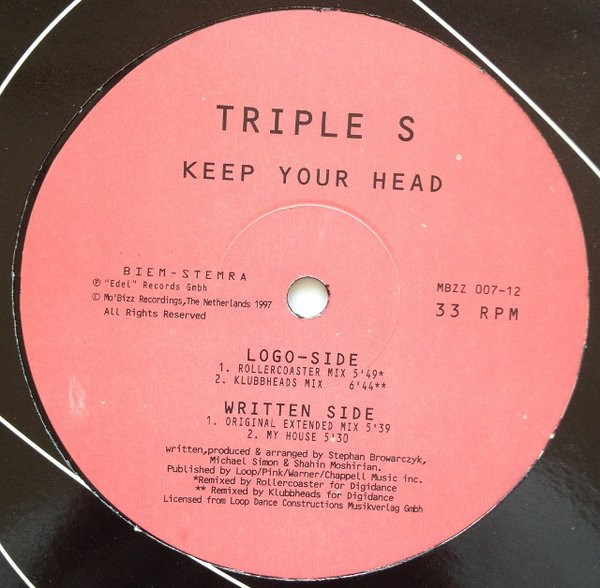 TRIPLE S
KEEP YOUR HEAD
BIEM-STEMRA
℗ "Edel" Records Gmbh
© Mo'Bizz Recordings,The Netherlands 1997
All Rights Reserved
MBZZ 007-12
33 RPM
LOGO-SIDE
1. ROLLERCOASTER MIX 5'49*
2. KLUBBHEADS MIX 6'44**
WRITTEN SIDE
1. ORIGINAL EXTENDED MIX 5'39
2. MY HOUSE 5'30
written,produced & arranged by Stephan Browarczyk,
Michael Simon & Shahin Moshirian.
Published by Loop/Pink/Warner/Chappell Music inc.
*Remixed by Rollercoaster for Digidance
** Remixed by Klubbheads for Digidance
Licensed from Loop Dance Constructions Musikverlag Gmbh